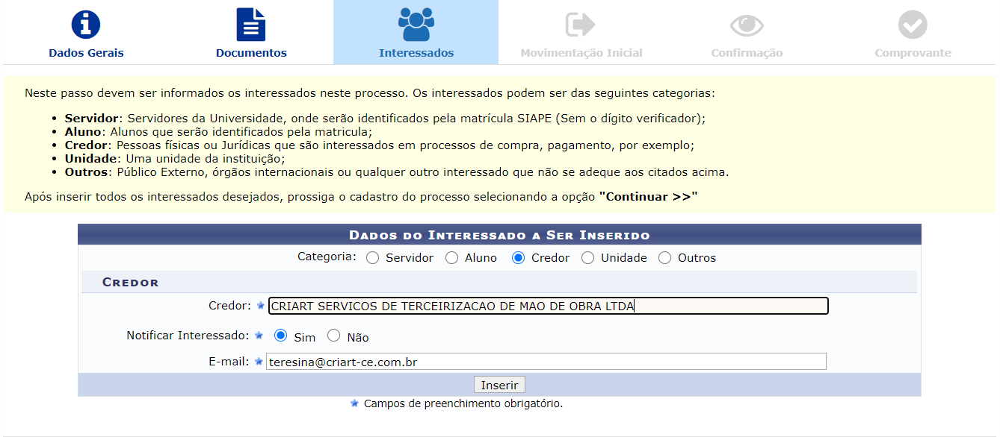 Dados Gerais
Documentos
Interessados
Movimentação Inicial
Confirmação
Comprovante
Neste passo devem ser informados os interessados neste processo. Os interessados podem ser das seguintes categorias:
• Servidor: Servidores da Universidade, onde serão identificados pela matrícula SIAPE (Sem o dígito verificador);
• Aluno: Alunos que serão identificados pela matricula;
• Credor: Pessoas físicas ou Jurídicas que são interessados em processos de compra, pagamento, por exemplo;
• Unidade: Uma unidade da instituição;
• Outros: Público Externo, órgãos internacionais ou qualquer outro interessado que não se adeque aos citados acima.
Após inserir todos os interessados desejados, prossiga o cadastro do processo selecionando a opção "Continuar >>"
Dados do Interessado a Ser Inserido
Categoria: Servidor Aluno Credor Unidade Outros
Credor
Credor: CRIART SERVICOS DE TERCEIRIZACAO DE MAO DE OBRA LTDA
Notificar Interessado: Sim Não
E-mail: teresina@criart-ce.com.br
Inserir
Campos de preenchimento obrigatório.